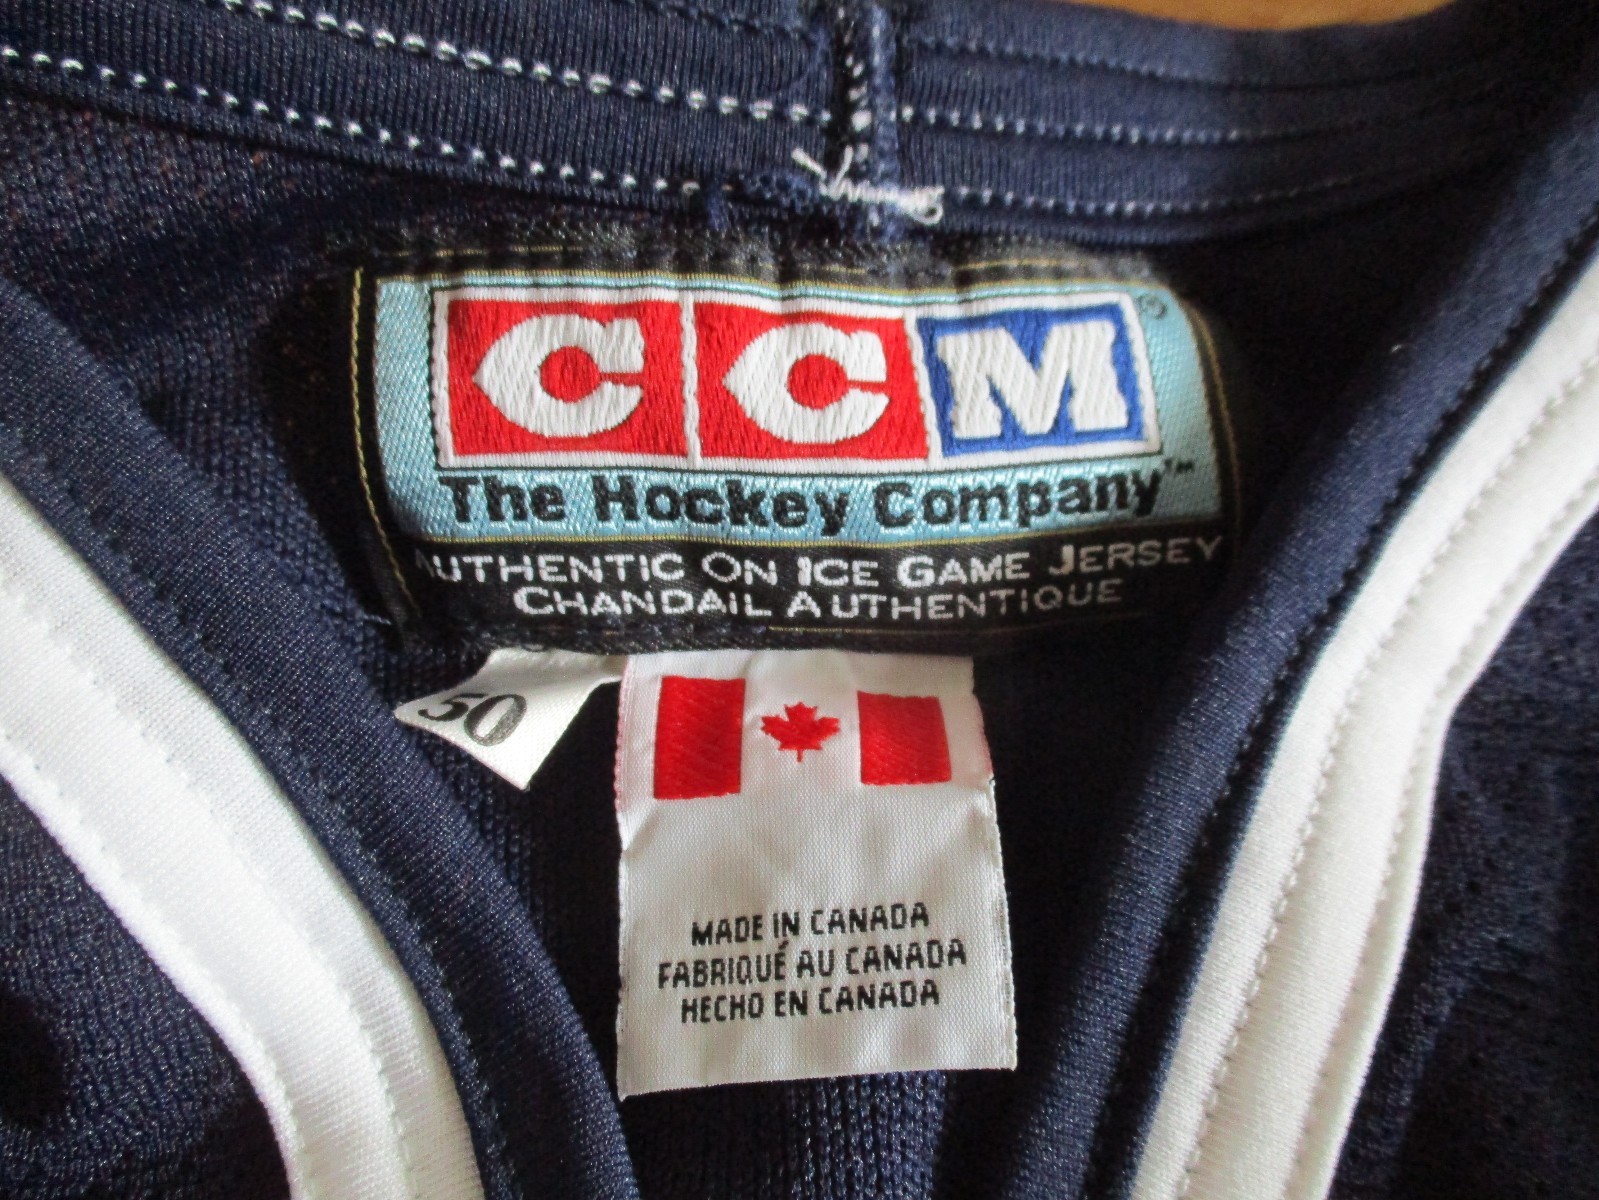 CCM®
The Hockey Company™
AUTHENTIC ON ICE GAME JERSEY
CHANDAIL AUTHENTIQUE
50
MADE IN CANADA
FABRIQUÉ AU CANADA
HECHO EN CANADA